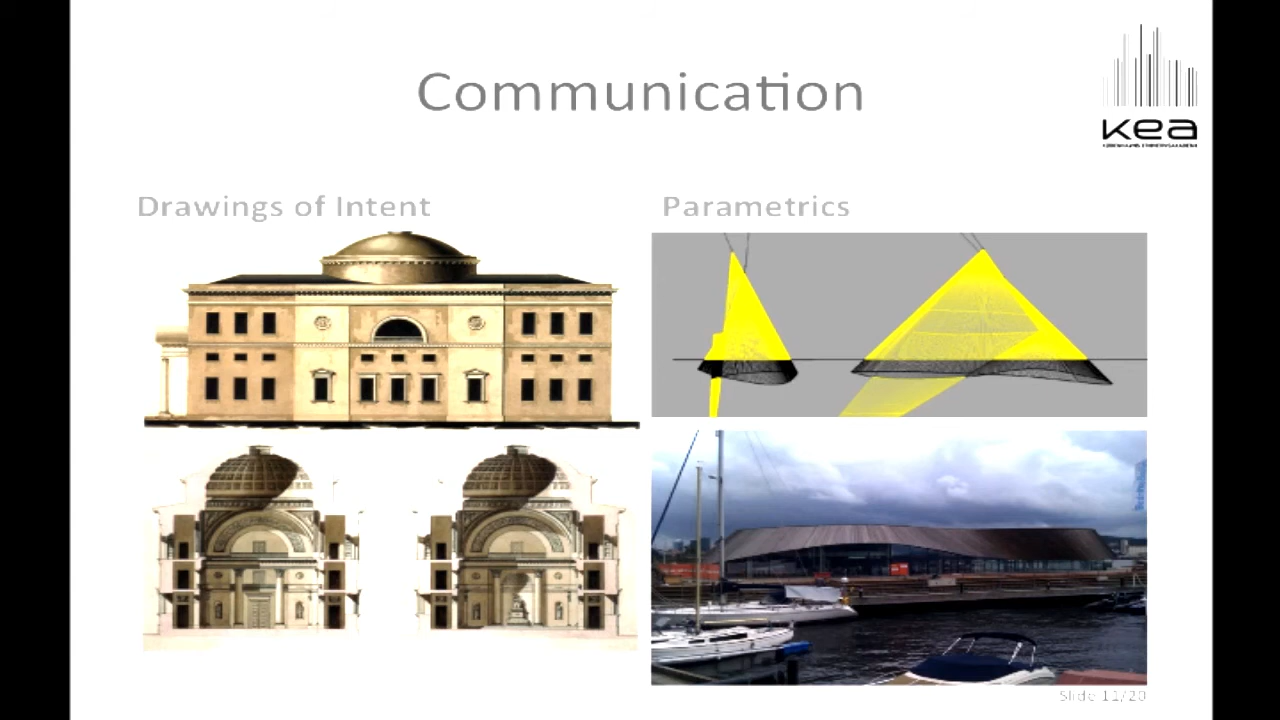 Communication
kea
Drawings of Intent
Parametrics
Slide 11/20